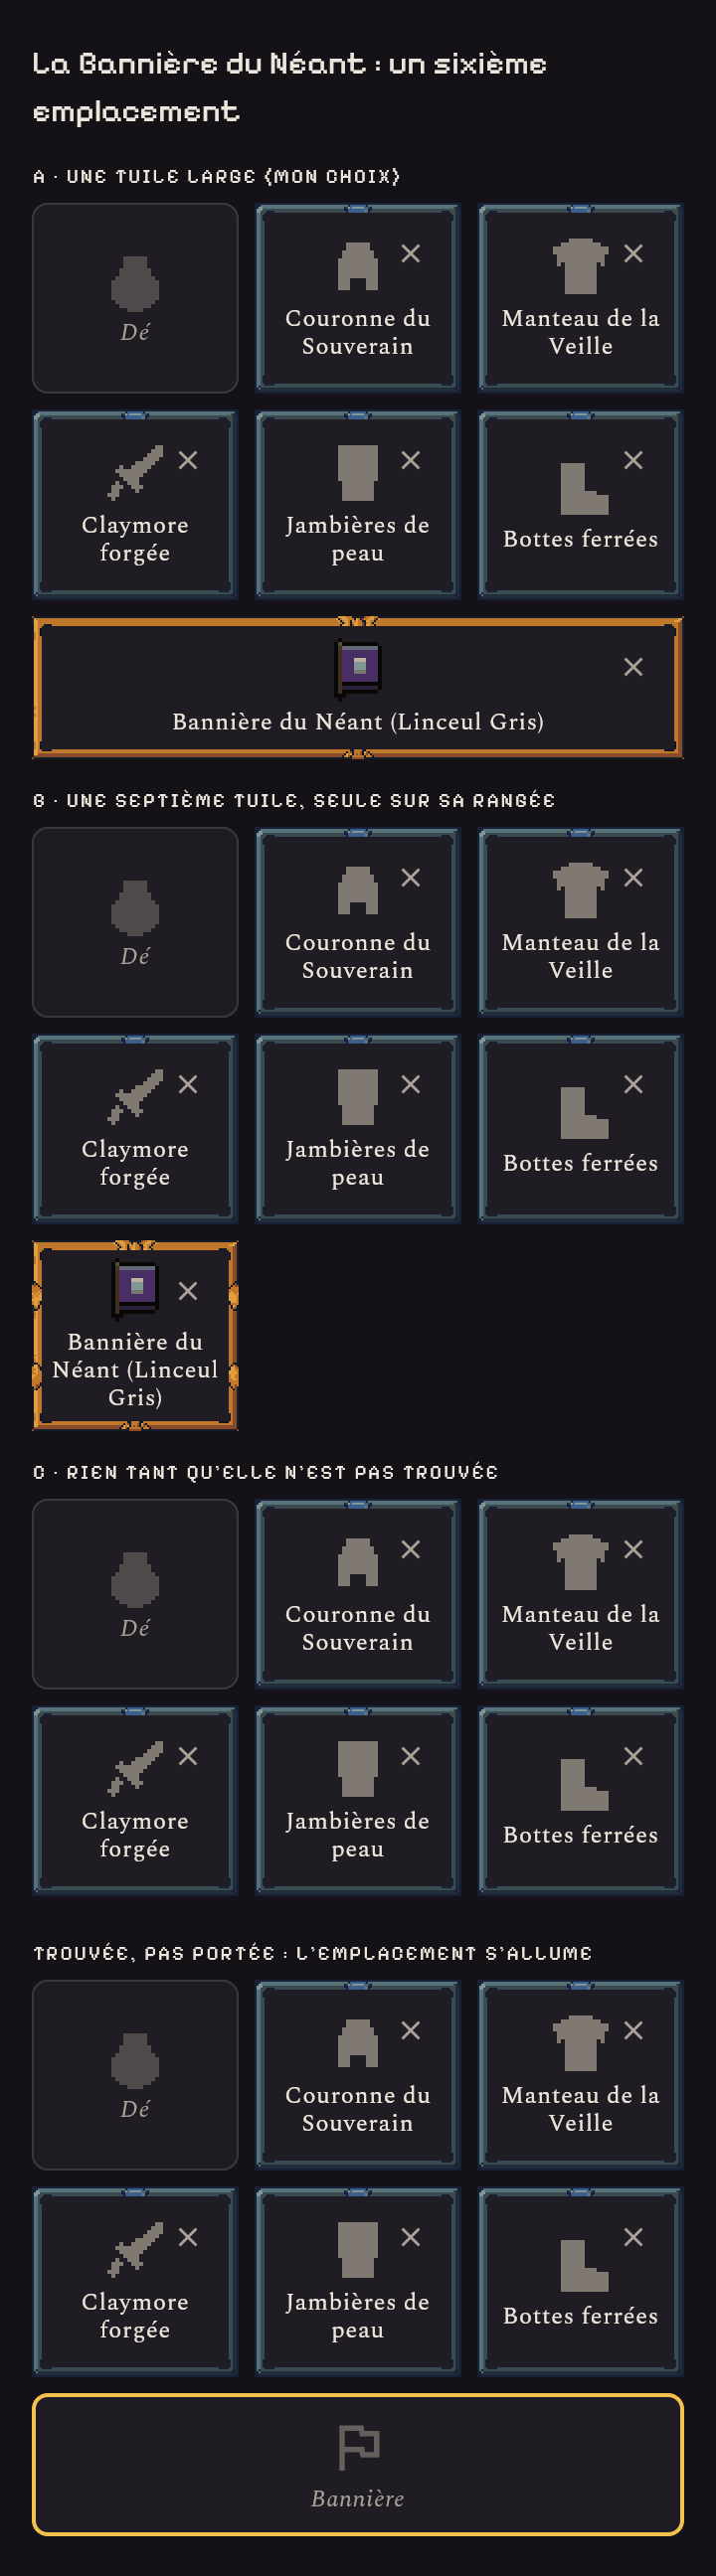 La Bannière du Néant : un sixième
emplacement
A · UNE TUILE LARGE (MON CHOIX)
Dé
Couronne du
Souverain
Manteau de la
Veille
Claymore
forgée
Jambières de
peau
Bottes ferrées
Bannière du Néant (Linceul Gris)
B · UNE SEPTIÈME TUILE, SEULE SUR SA RANGÉE
Dé
Couronne du
Souverain
Manteau de la
Veille
Claymore
forgée
Jambières de
peau
Bottes ferrées
Bannière du
Néant (Linceul
Gris)
C · RIEN TANT QU'ELLE N'EST PAS TROUVÉE
Dé
Couronne du
Souverain
Manteau de la
Veille
Claymore
forgée
Jambières de
peau
Bottes ferrées
TROUVÉE, PAS PORTÉE : L'EMPLACEMENT S'ALLUME
Dé
Couronne du
Souverain
Manteau de la
Veille
Claymore
forgée
Jambières de
peau
Bottes ferrées
Bannière